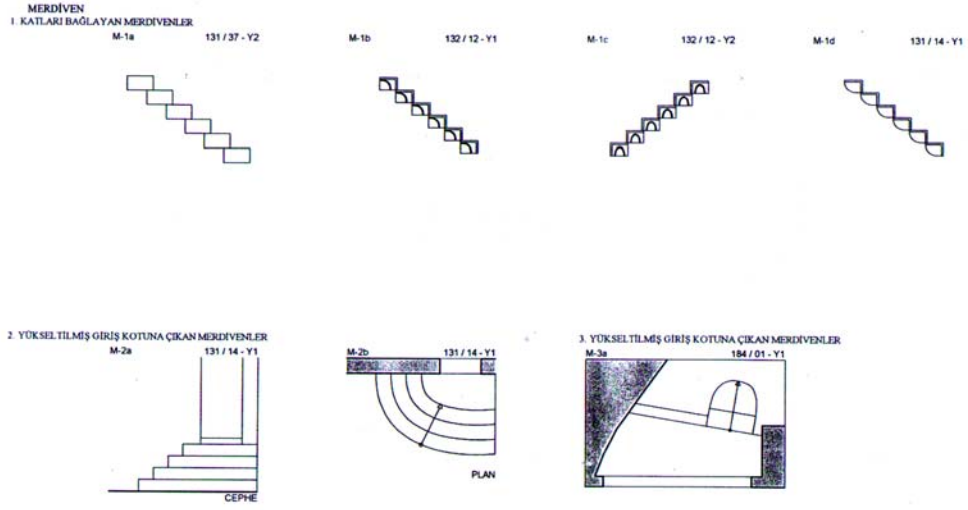 MERDİVEN
1. KATLARI BAĞLAYAN MERDİVENLER
M-1a 131 / 37 - Y2 M-1b 132 / 12 - Y1 M-1c 132 / 12 - Y2 M-1d 131 / 14 - Y1
2. YÜKSELTİLMİŞ GİRİŞ KOTUNA ÇIKAN MERDİVENLER
M-2a 131 / 14 - Y1 M-2b 131 / 14 - Y1
CEPHE
PLAN
3. YÜKSELTİLMİŞ GİRİŞ KOTUNA ÇIKAN MERDİVENLER
M-3a 184 / 01 - Y1